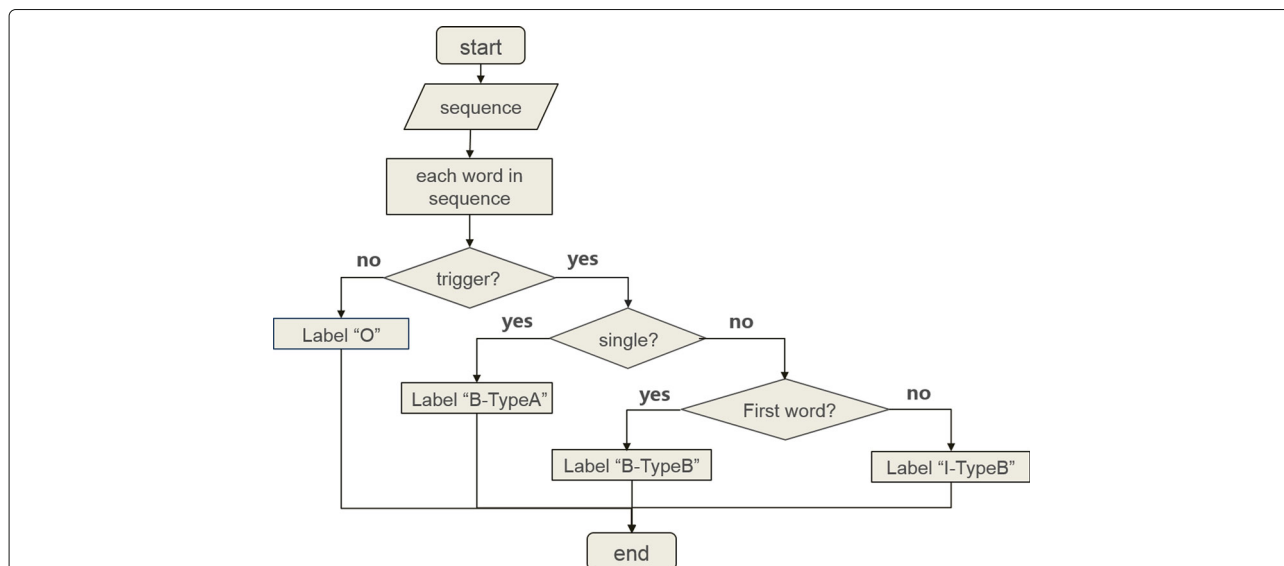 start
sequence
each word in
sequence
no
trigger?
yes
Label “O”
yes
single?
no
Label “B-TypeA”
yes
First word?
no
Label “B-TypeB”
Label “I-TypeB”
end